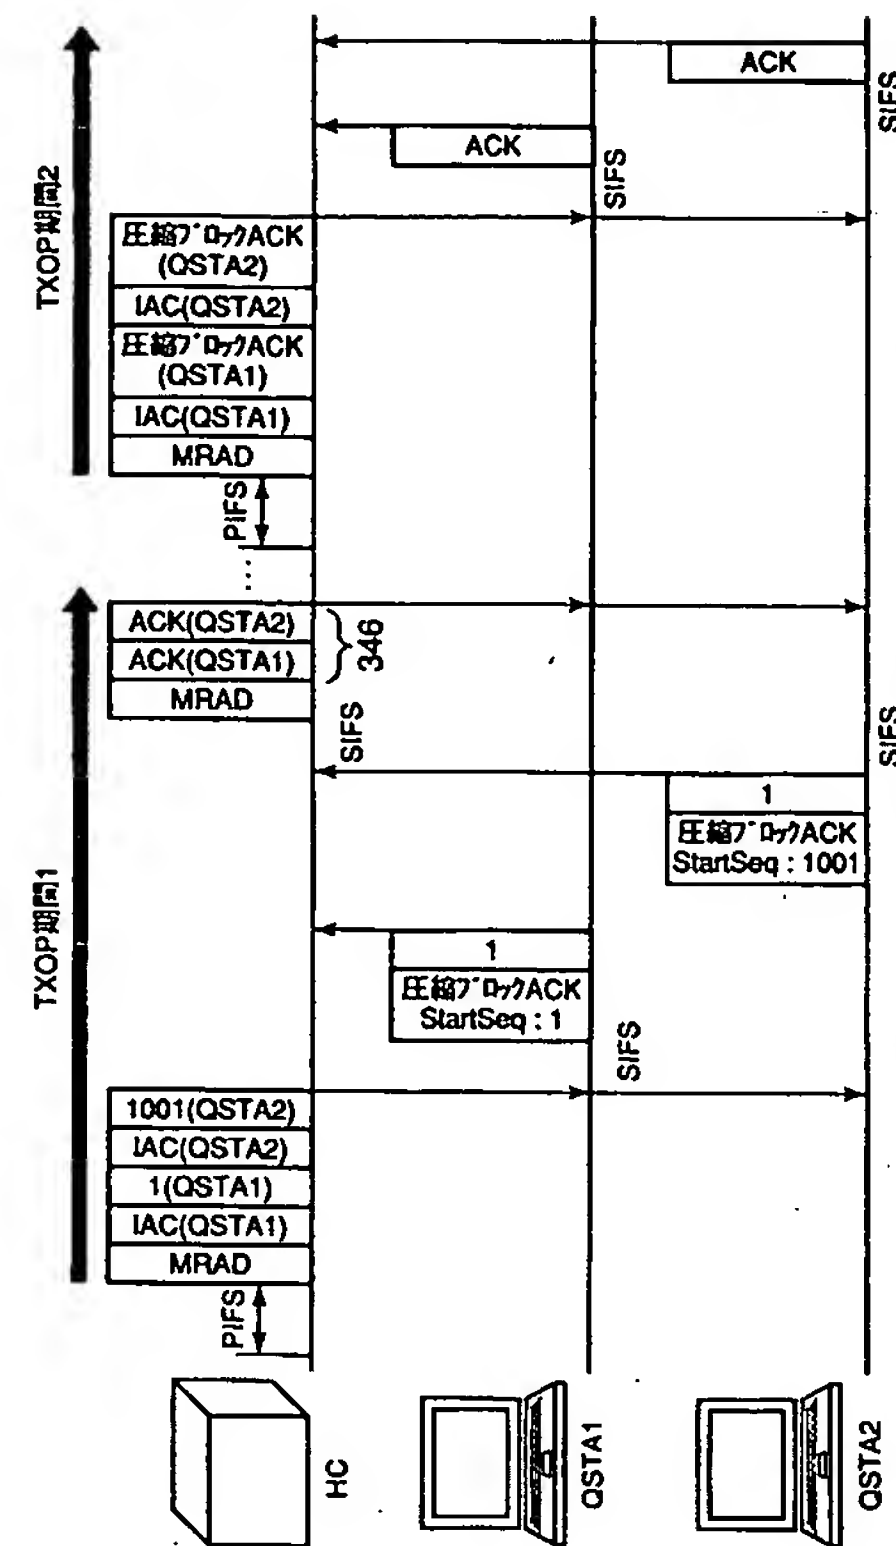 TXOP期間2
ACK
SIFS
ACK
SIFS
圧縮ブロックACK
(QSTA2)
IAC(QSTA2)
圧縮ブロックACK
(QSTA1)
IAC(QSTA1)
MRAD
PIFS
...
ACK(QSTA2)
ACK(QSTA1)
MRAD
346
SIFS
SIFS
TXOP期間1
1
圧縮ブロックACK
StartSeq : 1001
1
圧縮ブロックACK
StartSeq : 1
SIFS
1001(QSTA2)
IAC(QSTA2)
1(QSTA1)
IAC(QSTA1)
MRAD
PIFS
HC
QSTA1
QSTA2